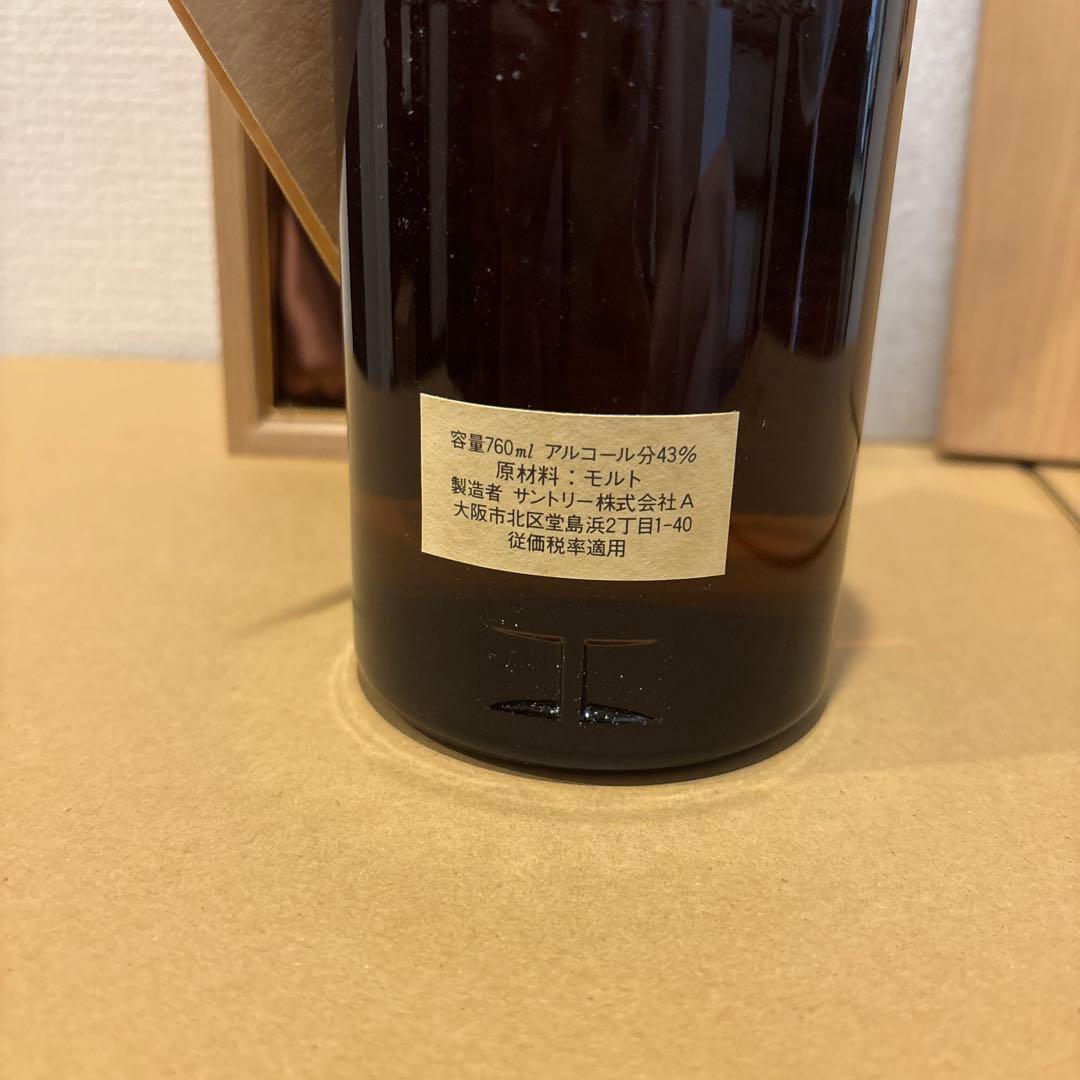 容量760ml アルコール分43%
原材料：モルト
製造者 サントリー株式会社A
大阪市北区堂島浜2丁目1-40
従価税率適用